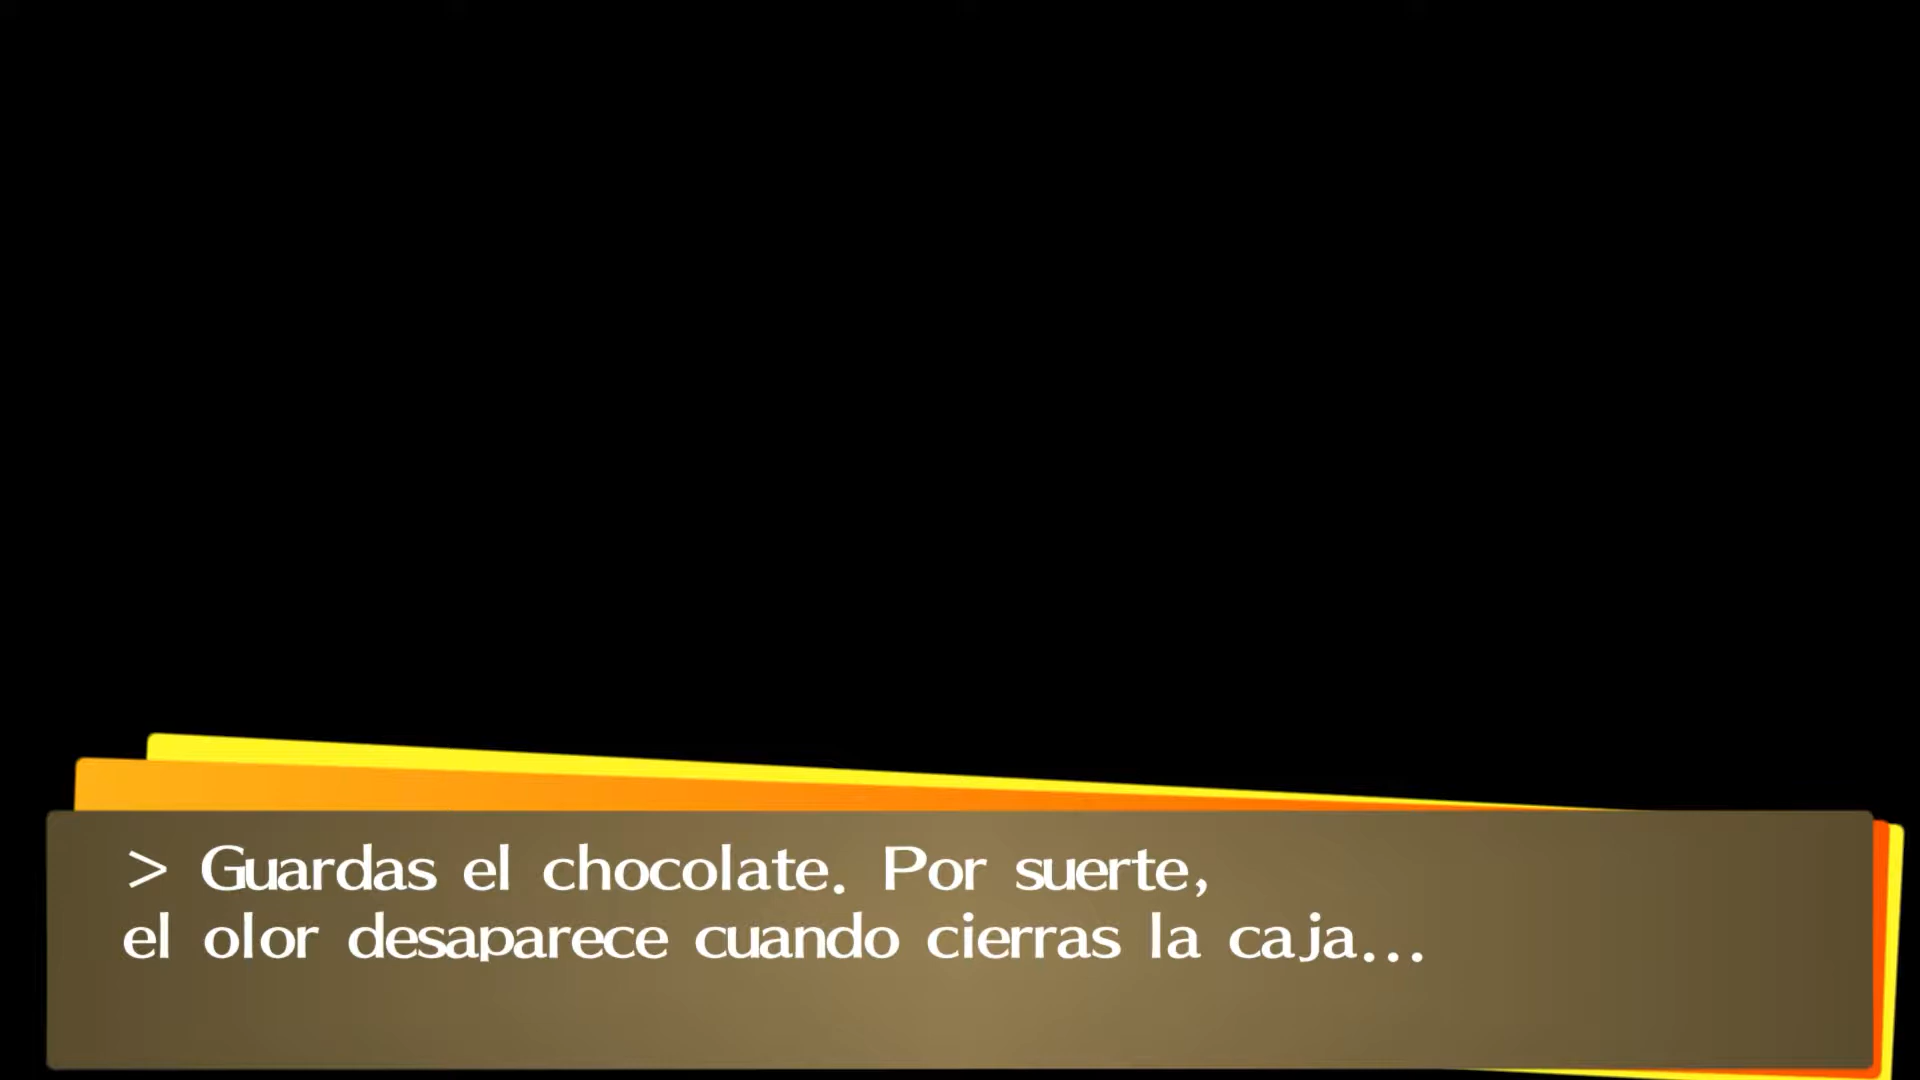 > Guardas el chocolate. Por suerte,
el olor desaparece cuando cierras la caja...